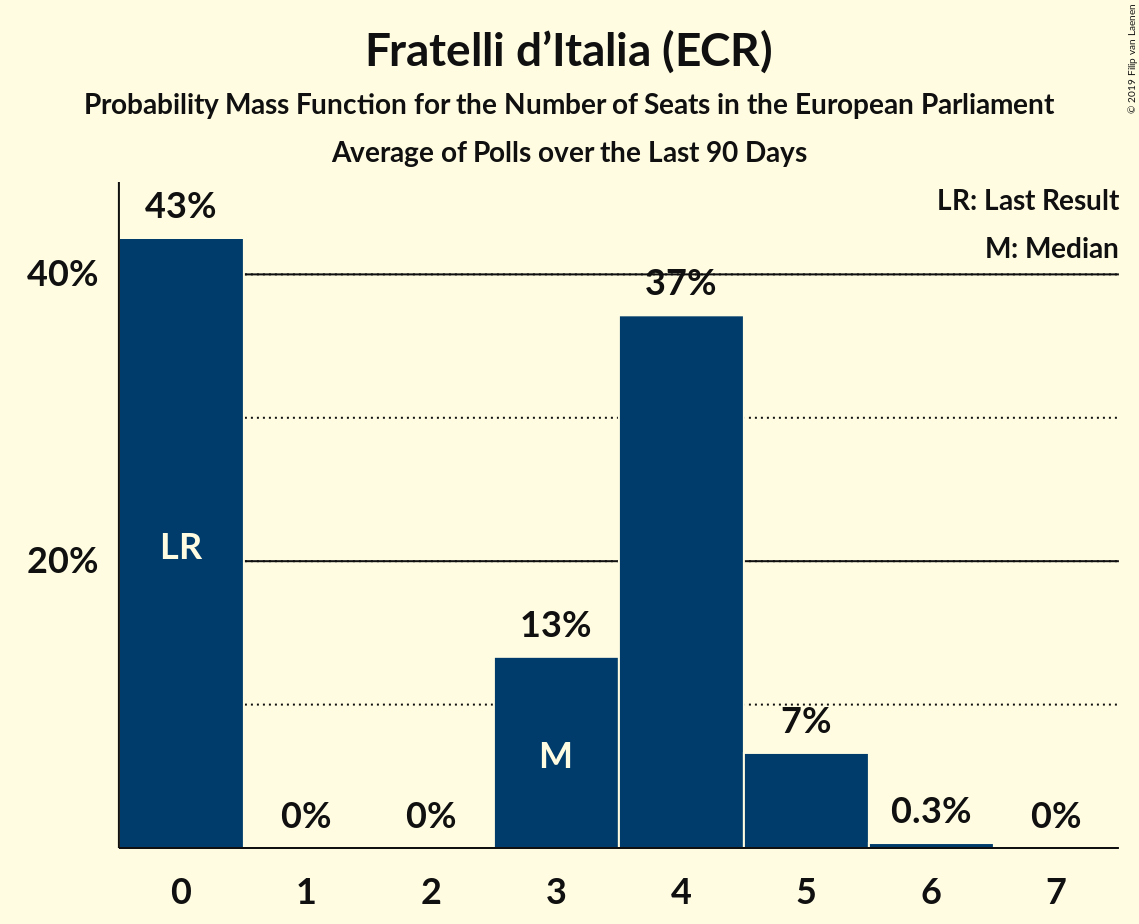 Fratelli d’Italia (ECR)
Probability Mass Function for the Number of Seats in the European Parliament
Average of Polls over the Last 90 Days
© 2019 Filip van Laenen
LR: Last Result
M: Median
43%
40%
37%
LR
20%
13%
M
7%
0%
0%
0.3%
0%
0 1 2 3 4 5 6 7